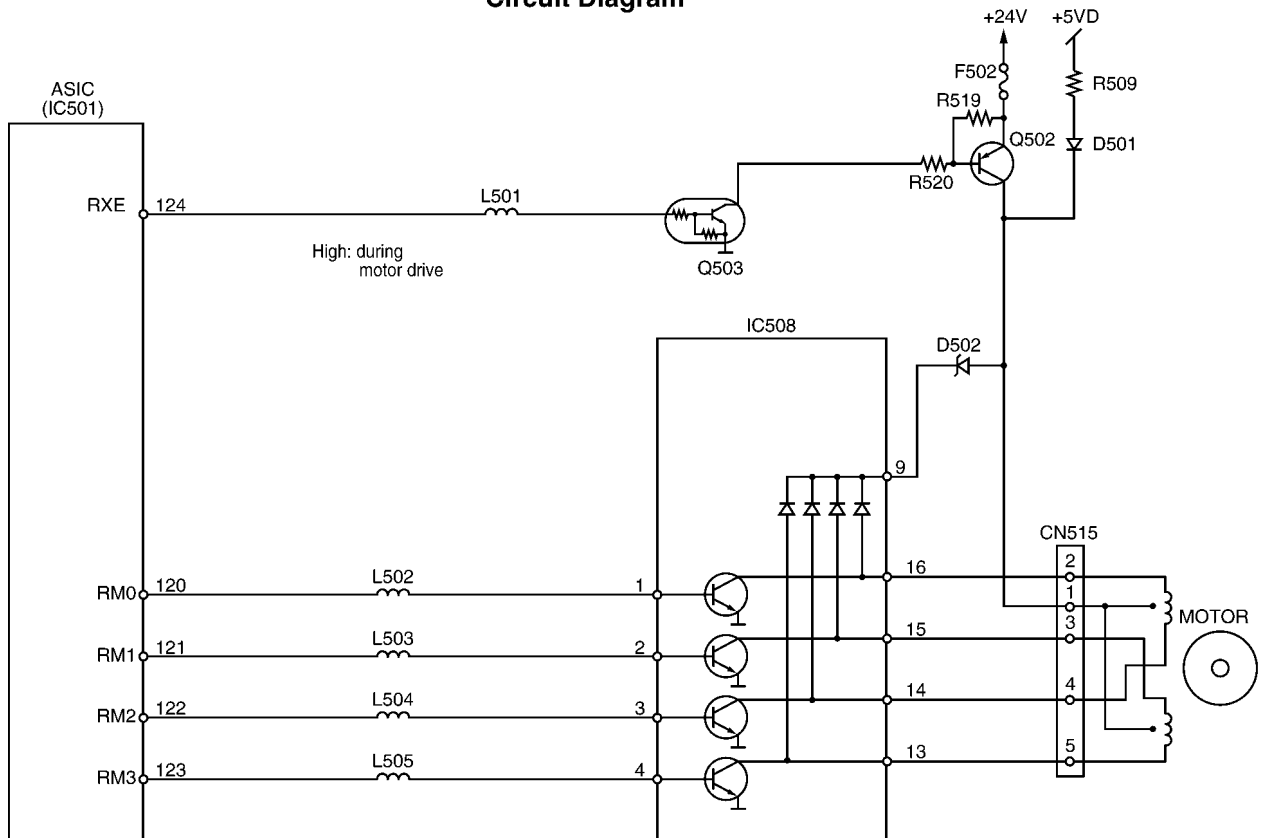 Circuit Diagram
+24V +5VD
F502
R519
R509
ASIC
(IC501)
Q502
D501
R520
L501
RXE 124
High: during
motor drive
Q503
IC508
D502
9
CN515
16 2
L502
RM0 120 1
1
3
MOTOR
L503
15
RM1 121 2
L504
14 4
RM2 122 3
L505
13 5
RM3 123 4